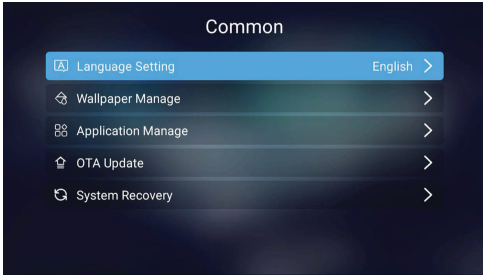 Common
Language Setting English
Wallpaper Manage
Application Manage
OTA Update
System Recovery